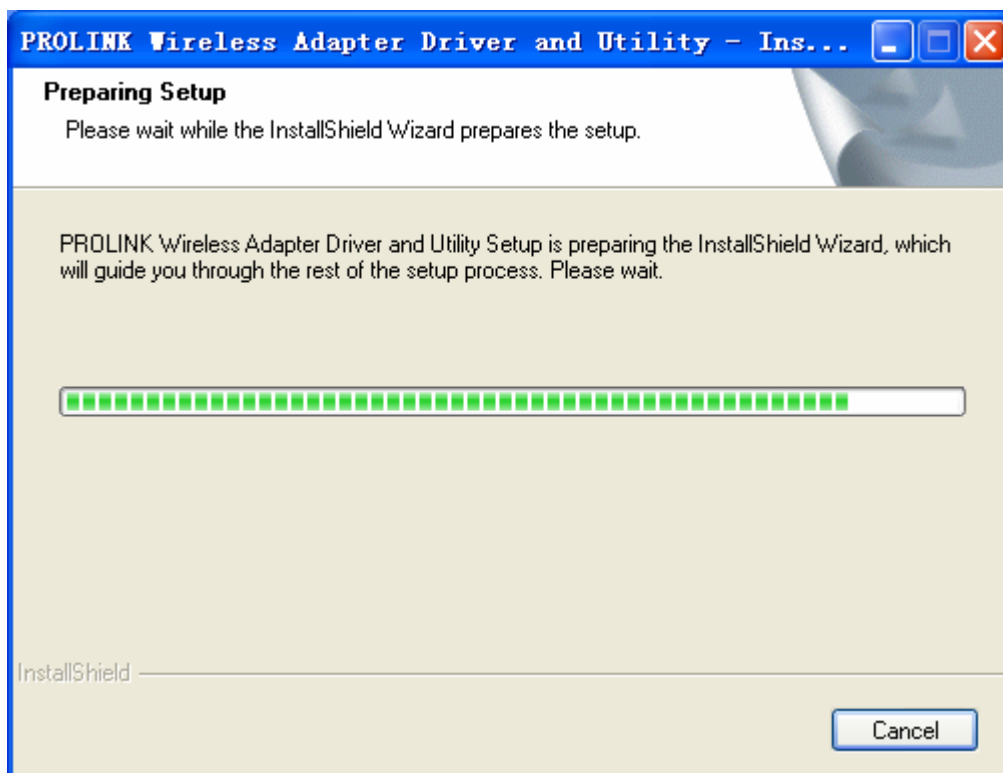 PROLINK Wireless Adapter Driver and Utility - Ins...
Preparing Setup
Please wait while the InstallShield Wizard prepares the setup.
PROLINK Wireless Adapter Driver and Utility Setup is preparing the InstallShield Wizard, which
will guide you through the rest of the setup process. Please wait.
InstallShield
Cancel